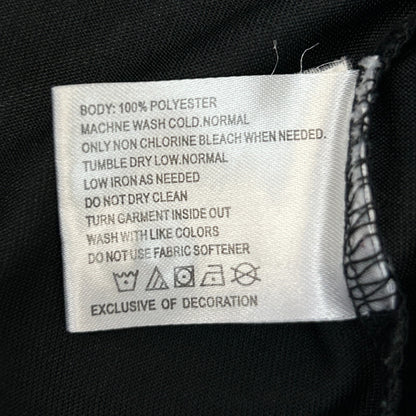 BODY: 100% POLYESTER
MACHNE WASH COLD.NORMAL
ONLY NON CHLORINE BLEACH WHEN NEEDED.
TUMBLE DRY LOW.NORMAL
LOW IRON AS NEEDED
DO NOT DRY CLEAN
TURN GARMENT INSIDE OUT
WASH WITH LIKE COLORS
DO NOT USE FABRIC SOFTENER
EXCLUSIVE OF DECORATION